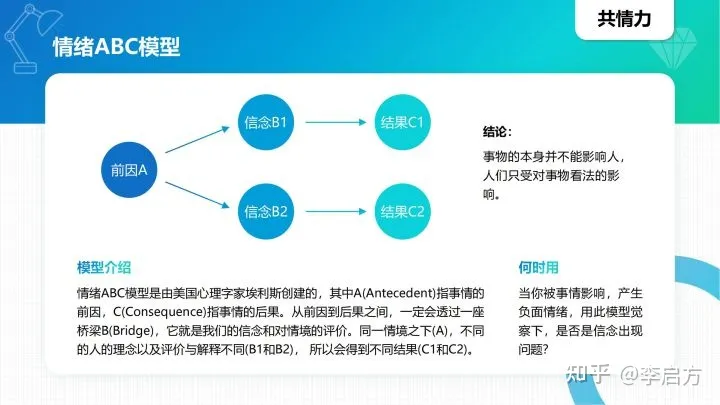 共情力
情绪ABC模型
信念B1
结果C1
前因A
信念B2
结果C2
结论：
事物的本身并不能影响人，
人们只受对事物看法的影
响。
模型介绍
情绪ABC模型是由美国心理字家埃利斯创建的，其中A(Antecedent)指事情的
前因，C(Consequence)指事情的后果。从前因到后果之间，一定会透过一座
桥梁B(Bridge)，它就是我们的信念和对情境的评价。同一情境之下(A)，不同
的人的理念以及评价与解释不同(B1和B2)， 所以会得到不同结果(C1和C2)。
何时用
当你被事情影响，产生
负面情绪，用此模型觉
察下，是否是信念出现
问题？
知乎 @李启方